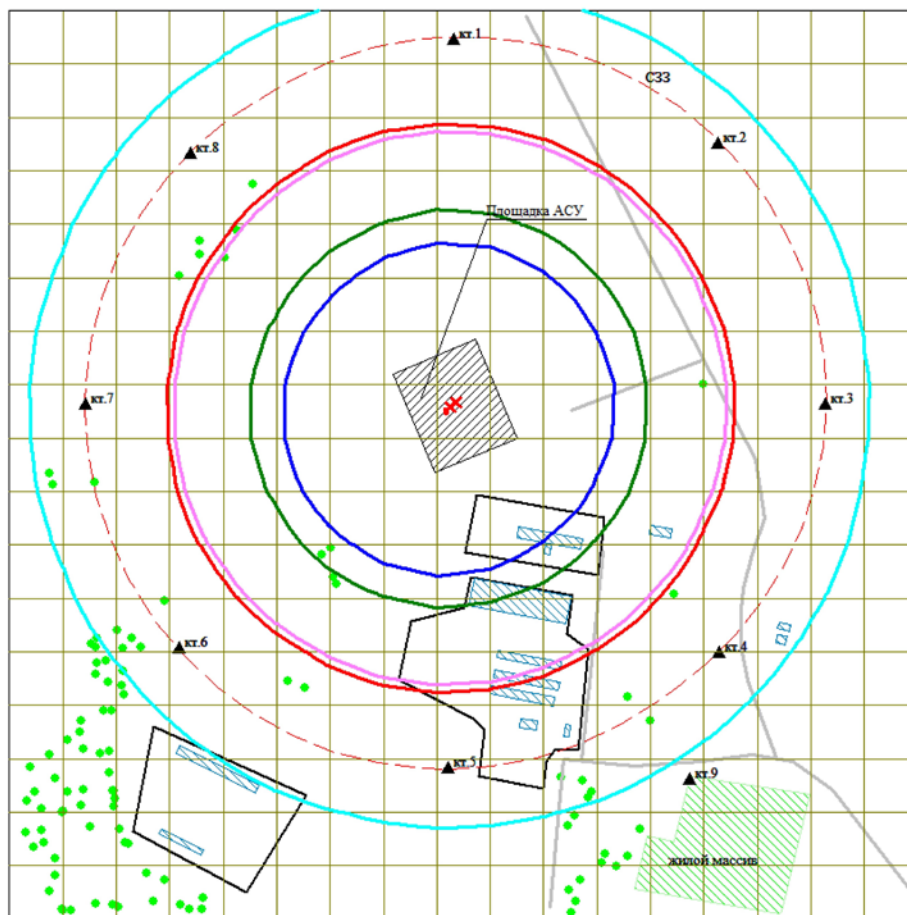 кт.1
СЗЗ
кт.2
кт.8
Площадка АСУ
кт.7
кт.3
кт.6
кт.4
кт.5
кт.9
жилой массив